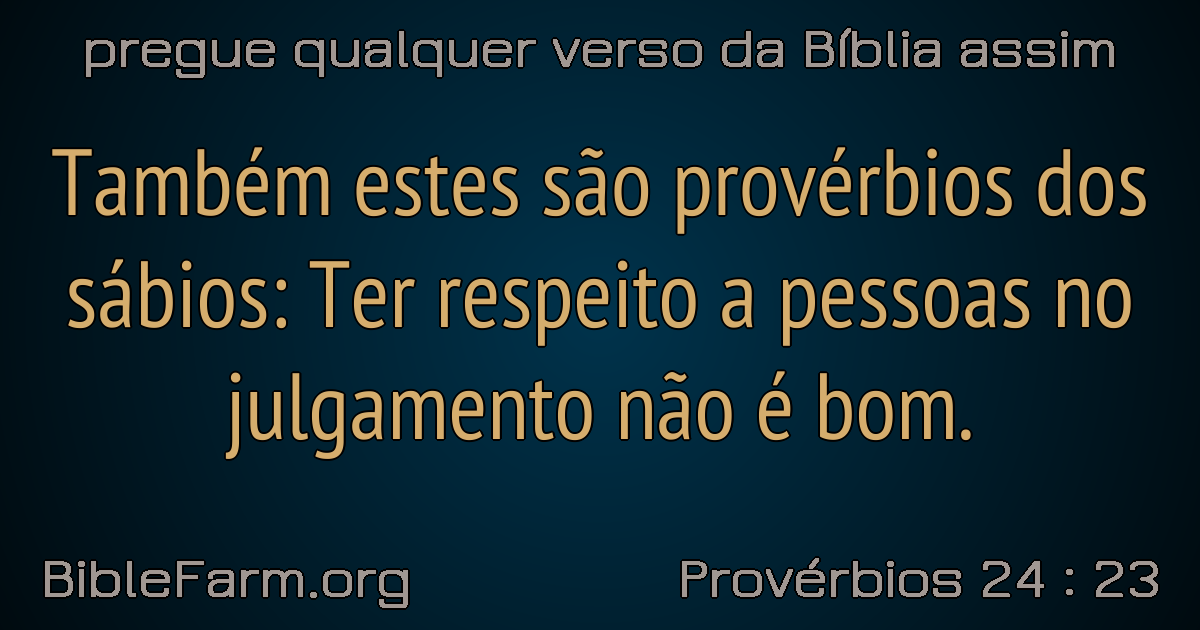 pregue qualquer verso da Bíblia assim
Também estes são provérbios dos
sábios: Ter respeito a pessoas no
julgamento não é bom.
BibleFarm.org
Provérbios 24 : 23